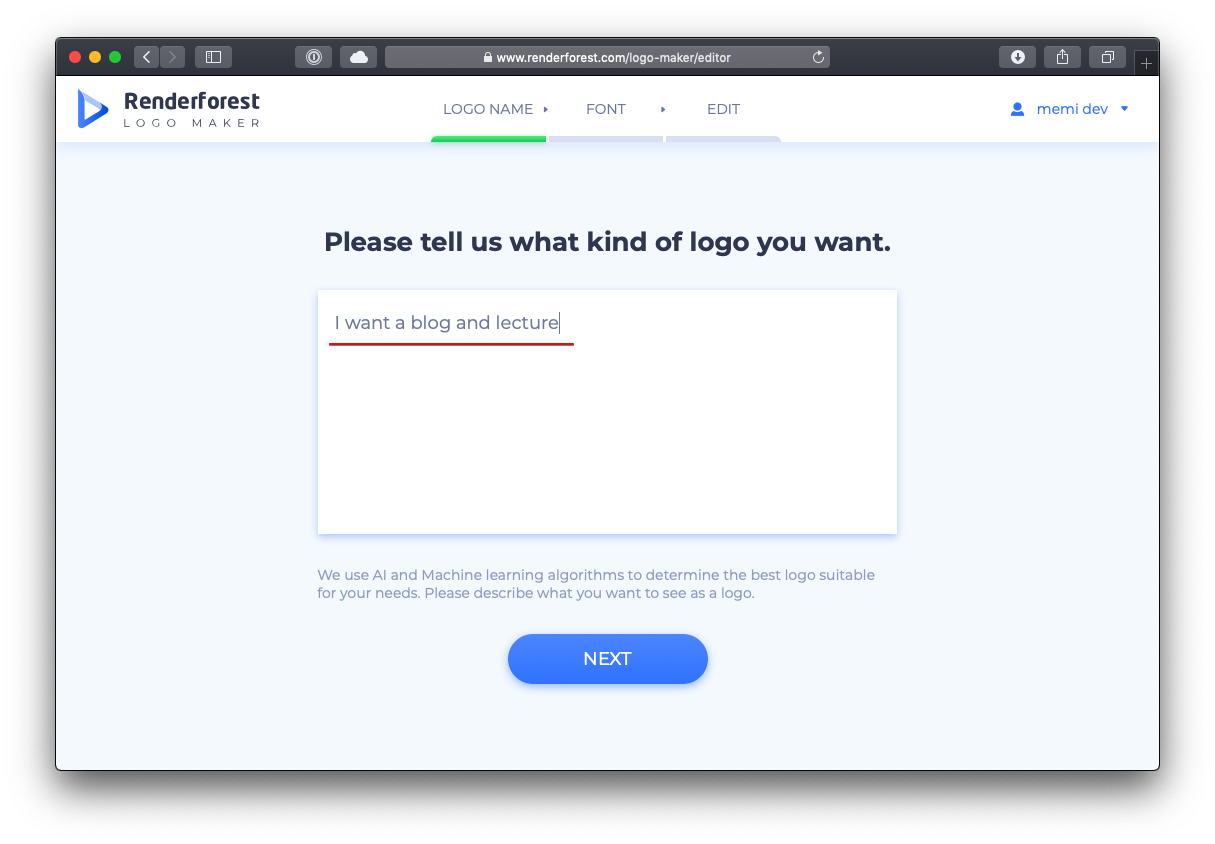 www.renderforest.com/logo-maker/editor
Renderforest
LOGO MAKER
LOGO NAME
FONT
EDIT
memi dev
Please tell us what kind of logo you want.
I want a blog and lecture
We use AI and Machine learning algorithms to determine the best logo suitable
for your needs. Please describe what you want to see as a logo.
NEXT